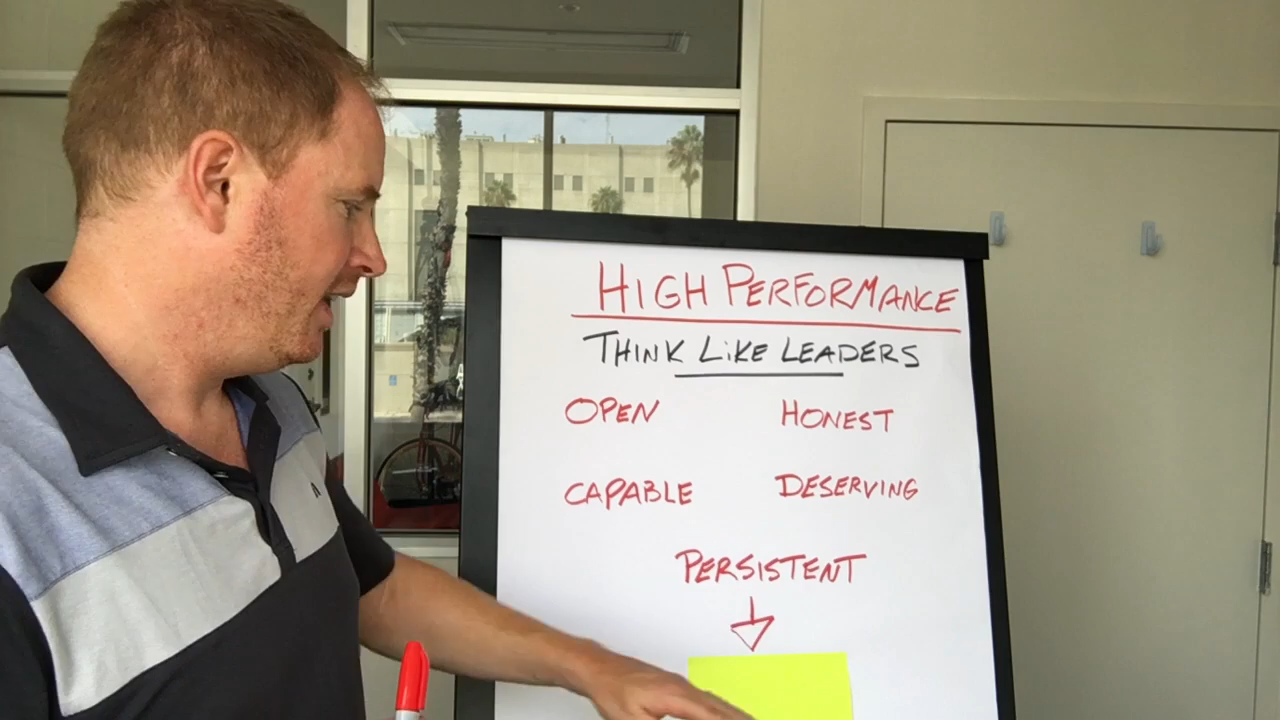 HIGH PERFORMANCE
THINK LIKE LEADERS
OPEN HONEST
CAPABLE DESERVING
PERSISTENT